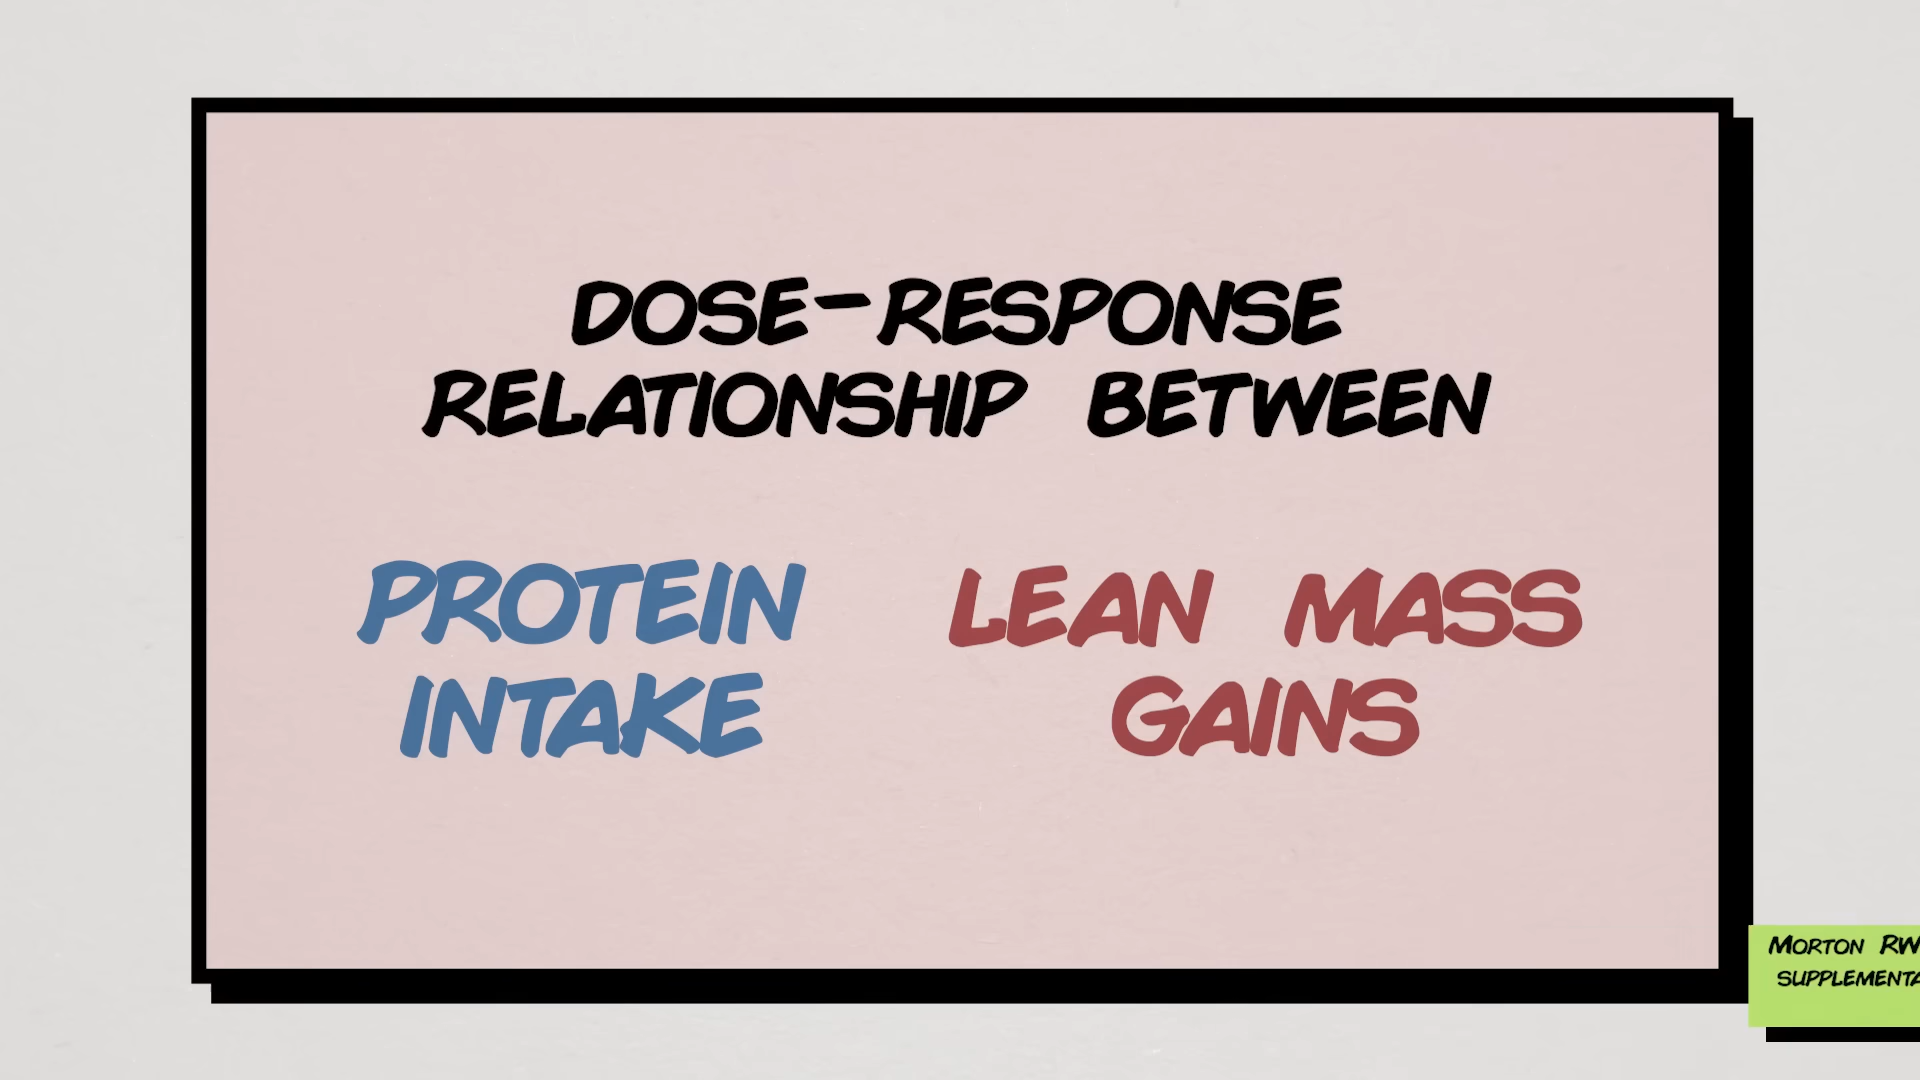 DOSE-RESPONSE
RELATIONSHIP BETWEEN
PROTEIN
INTAKE
LEAN MASS
GAINS
MORTON RW